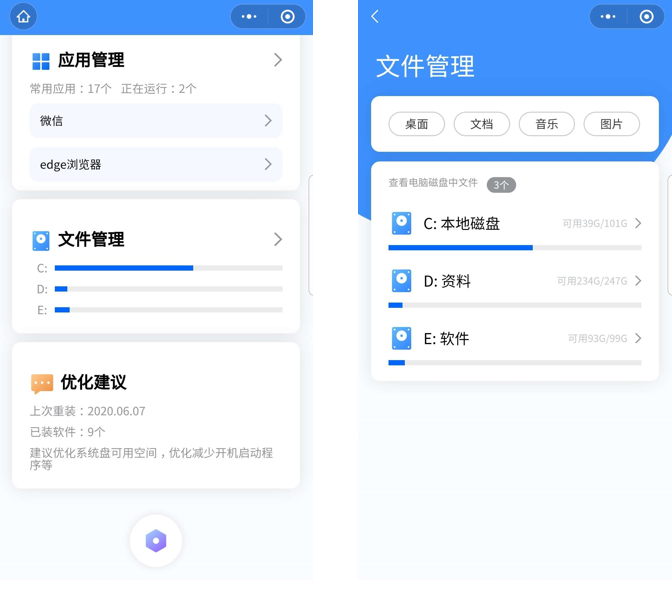 应用管理
常用应用：17个 正在运行：2个
微信
edge浏览器
文件管理
C:
D:
E:
优化建议
上次重装：2020.06.07
已装软件：9个
建议优化系统盘可用空间，优化减少开机启动程
序等
文件管理
桌面 文档 音乐 图片
查看电脑磁盘中文件 3个
C: 本地磁盘 可用39G/101G
D: 资料 可用234G/247G
E: 软件 可用93G/99G